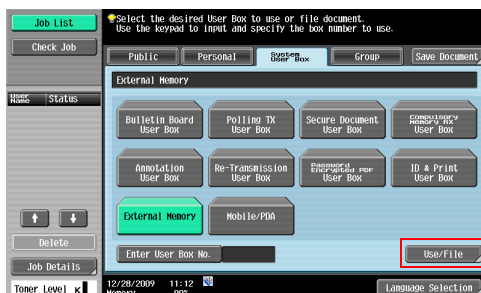 Job List
Check Job
User Name Status
Delete
Job Details
Toner Level K
Select the desired User Box to use or file document.
Use the keypad to input and specify the box number to use.
Public Personal System User Box Group Save Document
External Memory
Bulletin Board User Box
Polling TX User Box
Secure Document User Box
Compulsory Memory RX User Box
Annotation User Box
Re-Transmission User Box
Password Encrypted PDF User Box
ID & Print User Box
External Memory
Mobile/PDA
Enter User Box No.
Use/File
12/28/2009 11:12
Memory 99%
Language Selection